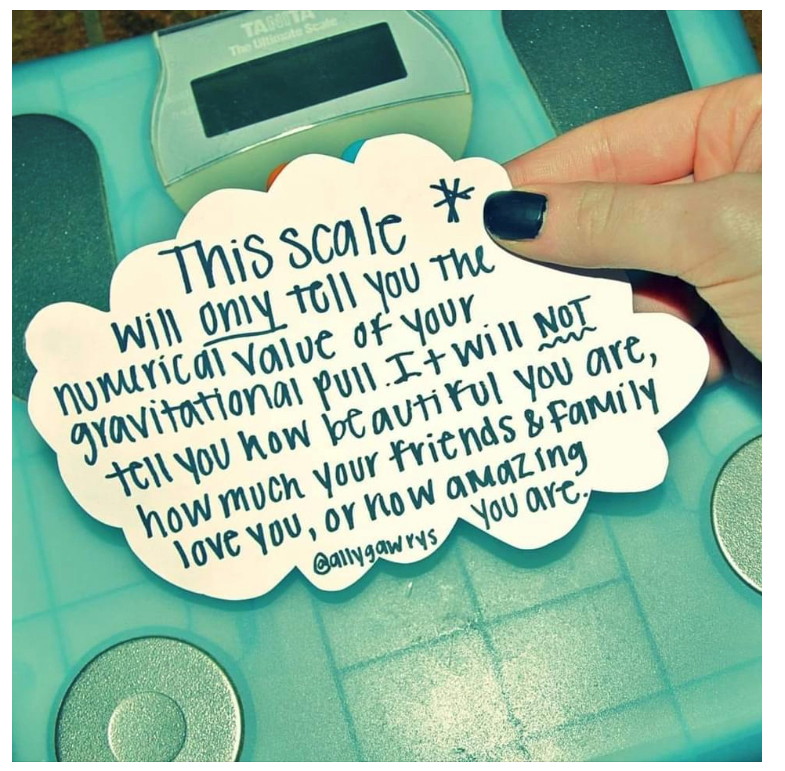 TANITA
The Ultimate Scale
This scale
will only tell you the
numerical value of your
gravitational pull. It will NOT
tell you how beautiful you are,
how much your friends & family
love you, or how amazing
you are.
@allygawrys